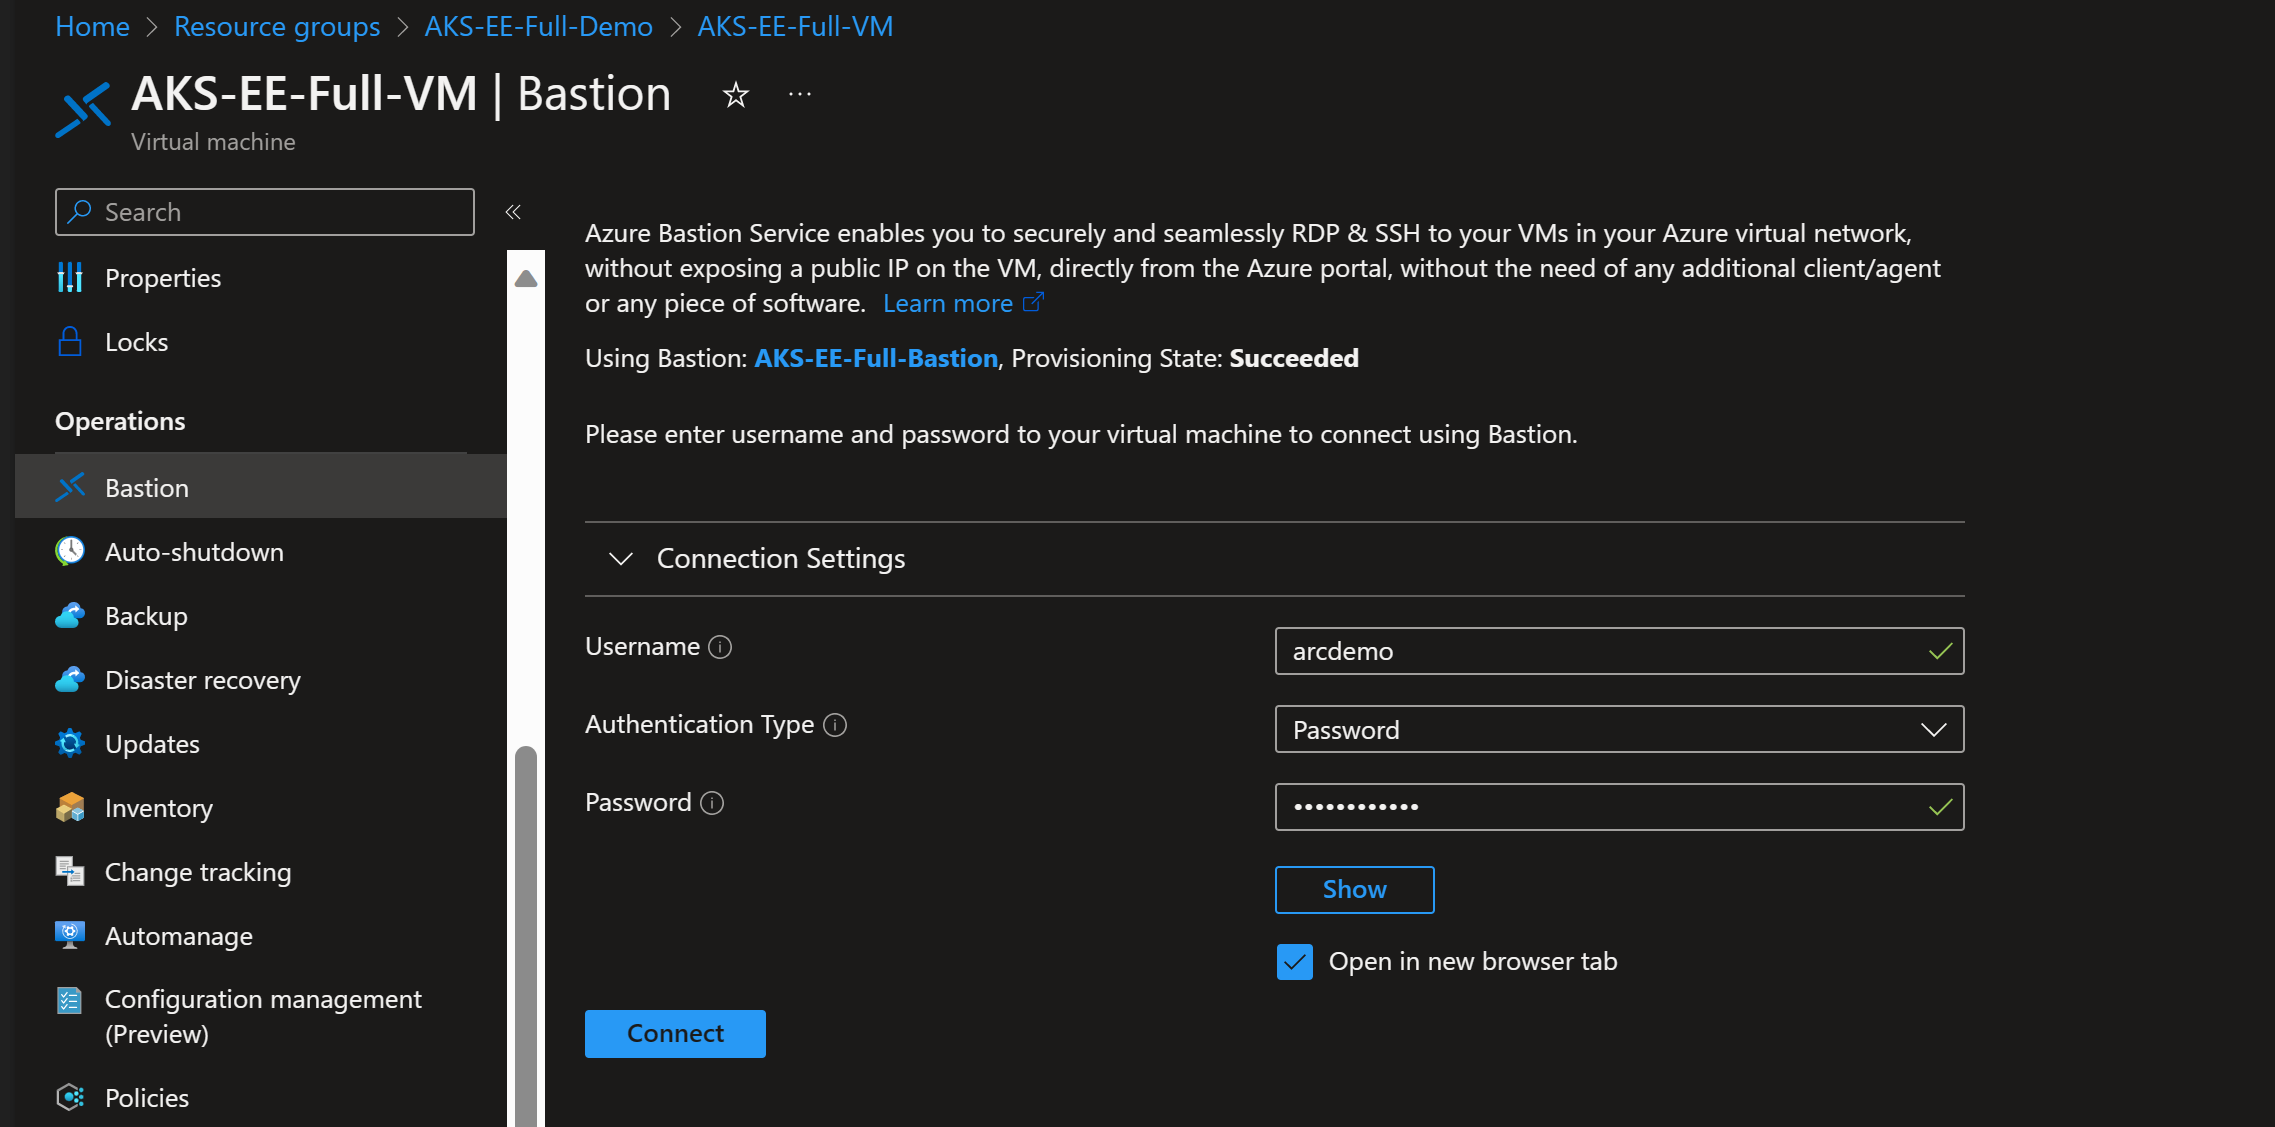 Home > Resource groups > AKS-EE-Full-Demo > AKS-EE-Full-VM
AKS-EE-Full-VM | Bastion ☆ ...
Virtual machine
Search «
Properties
Locks
Operations
Bastion
Auto-shutdown
Backup
Disaster recovery
Updates
Inventory
Change tracking
Automanage
Configuration management
(Preview)
Policies
Azure Bastion Service enables you to securely and seamlessly RDP & SSH to your VMs in your Azure virtual network,
without exposing a public IP on the VM, directly from the Azure portal, without the need of any additional client/agent
or any piece of software. Learn more
Using Bastion: AKS-EE-Full-Bastion, Provisioning State: Succeeded
Please enter username and password to your virtual machine to connect using Bastion.
Connection Settings
Username arcdemo
Authentication Type Password
Password ••••••••••••
Show
Open in new browser tab
Connect